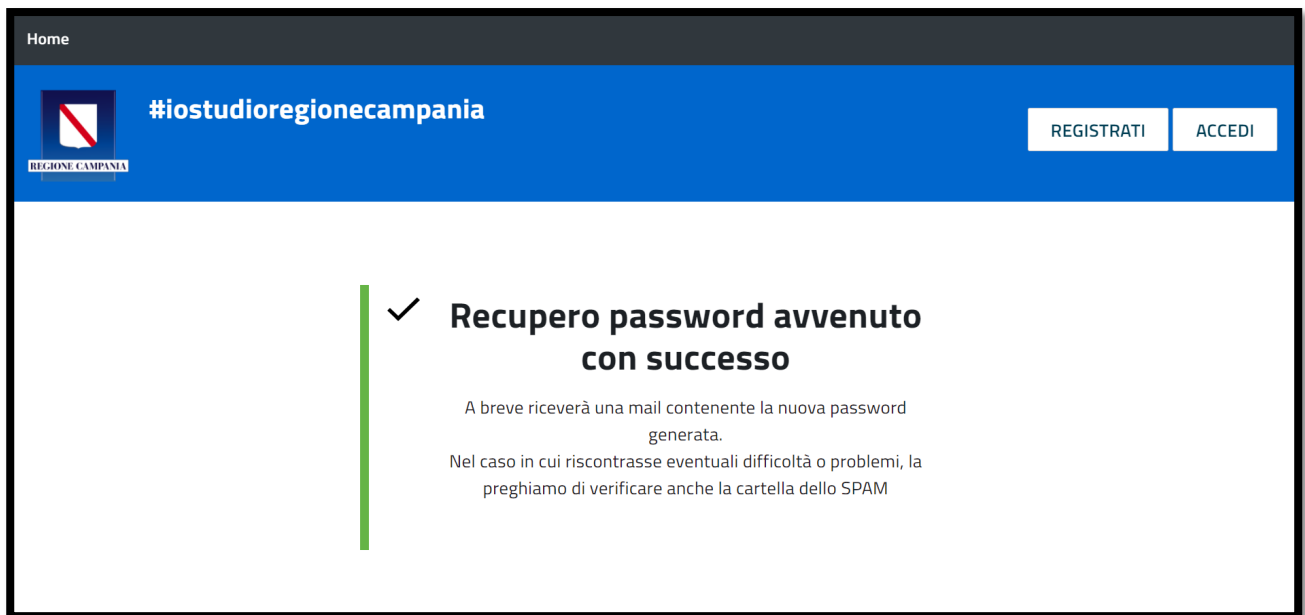 Home
#iostudioregionecampania
REGIONE CAMPANIA
REGISTRATI
ACCEDI
Recupero password avvenuto
con successo
A breve riceverà una mail contenente la nuova password
generata.
Nel caso in cui riscontrasse eventuali difficoltà o problemi, la
preghiamo di verificare anche la cartella dello SPAM